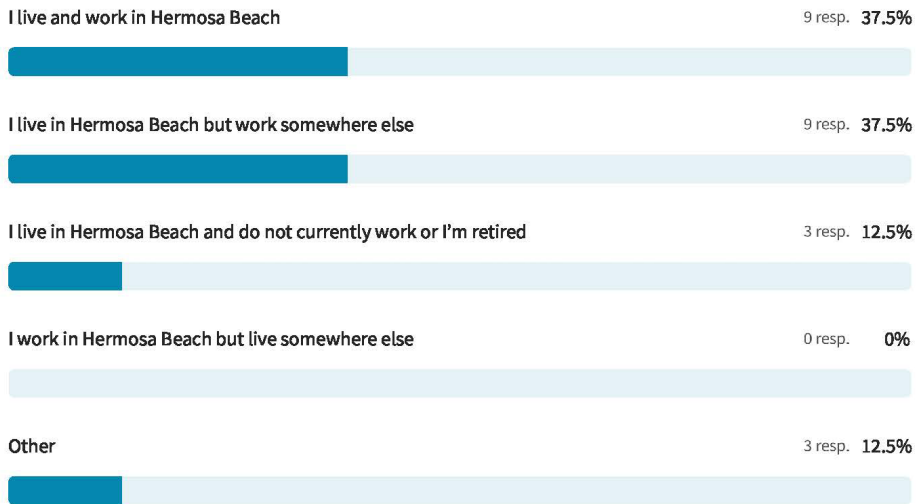 I live and work in Hermosa Beach 9 resp. 37.5%
I live in Hermosa Beach but work somewhere else 9 resp. 37.5%
I live in Hermosa Beach and do not currently work or I’m retired 3 resp. 12.5%
I work in Hermosa Beach but live somewhere else 0 resp. 0%
Other 3 resp. 12.5%